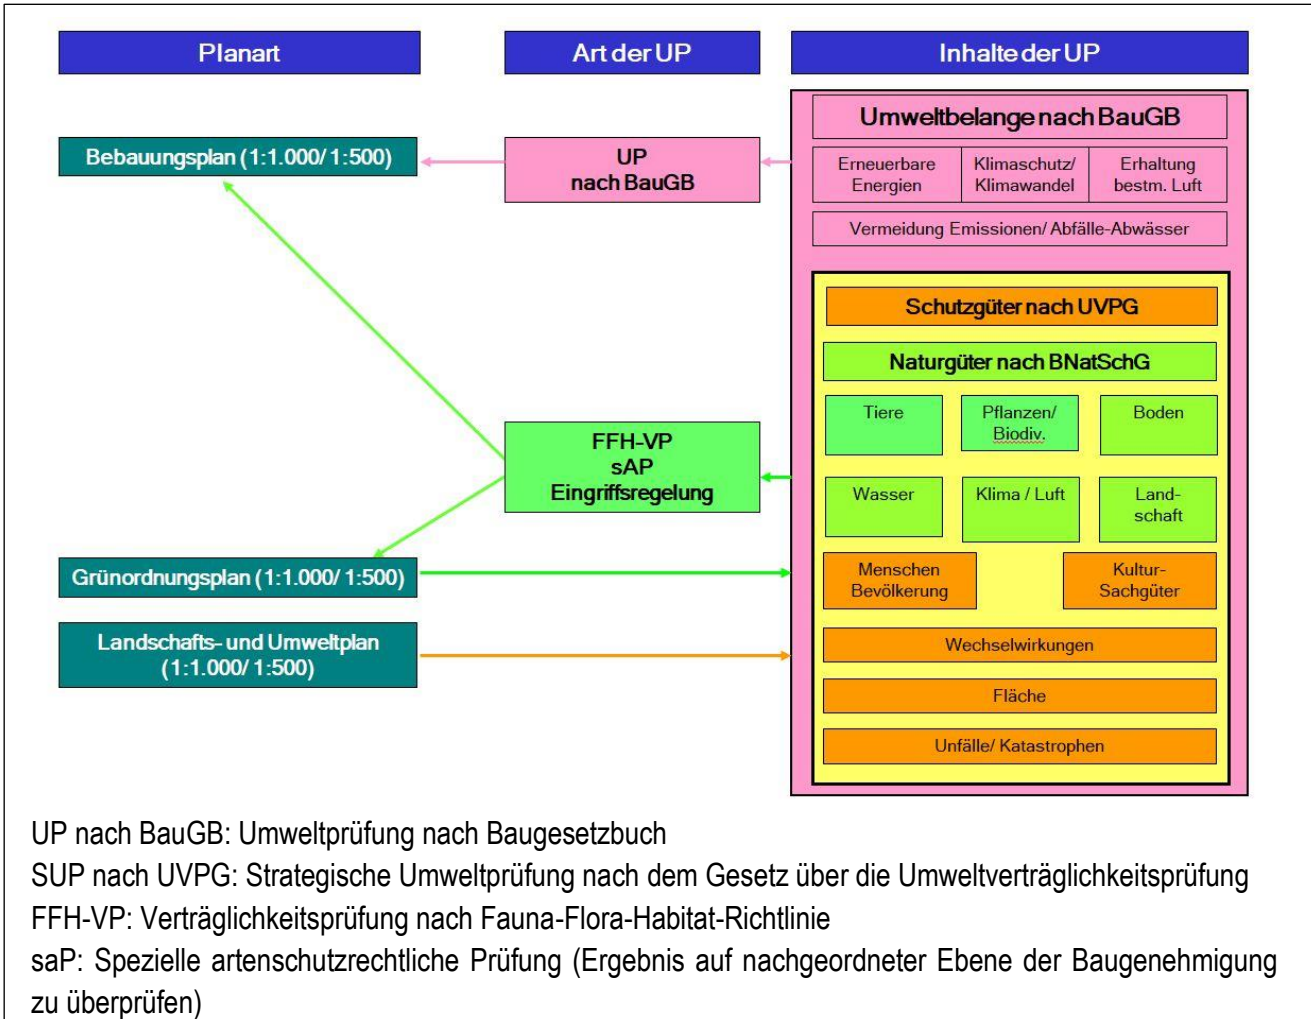 Planart
Art der UP
Inhalte der UP
Bebauungsplan (1:1.000/ 1:500)
UP
nach BauGB
Umweltbelange nach BauGB
Erneuerbare
Energien
Klimaschutz/
Klimawandel
Erhaltung
bestm. Luft
Vermeidung Emissionen/ Abfälle-Abwässer
Schutzgüter nach UVPG
Naturgüter nach BNatSchG
Tiere
Pflanzen/
Biodiv.
Boden
FFH-VP
sAP
Eingriffsregelung
Wasser
Klima / Luft
Land-
schaft
Grünordnungsplan (1:1.000/ 1:500)
Menschen
Bevölkerung
Kultur-
Sachgüter
Landschafts- und Umweltplan
(1:1.000/ 1:500)
Wechselwirkungen
Fläche
Unfälle/ Katastrophen
UP nach BauGB: Umweltprüfung nach Baugesetzbuch
SUP nach UVPG: Strategische Umweltprüfung nach dem Gesetz über die Umweltverträglichkeitsprüfung
FFH-VP: Verträglichkeitsprüfung nach Fauna-Flora-Habitat-Richtlinie
saP: Spezielle artenschutzrechtliche Prüfung (Ergebnis auf nachgeordneter Ebene der Baugenehmigung
zu überprüfen)